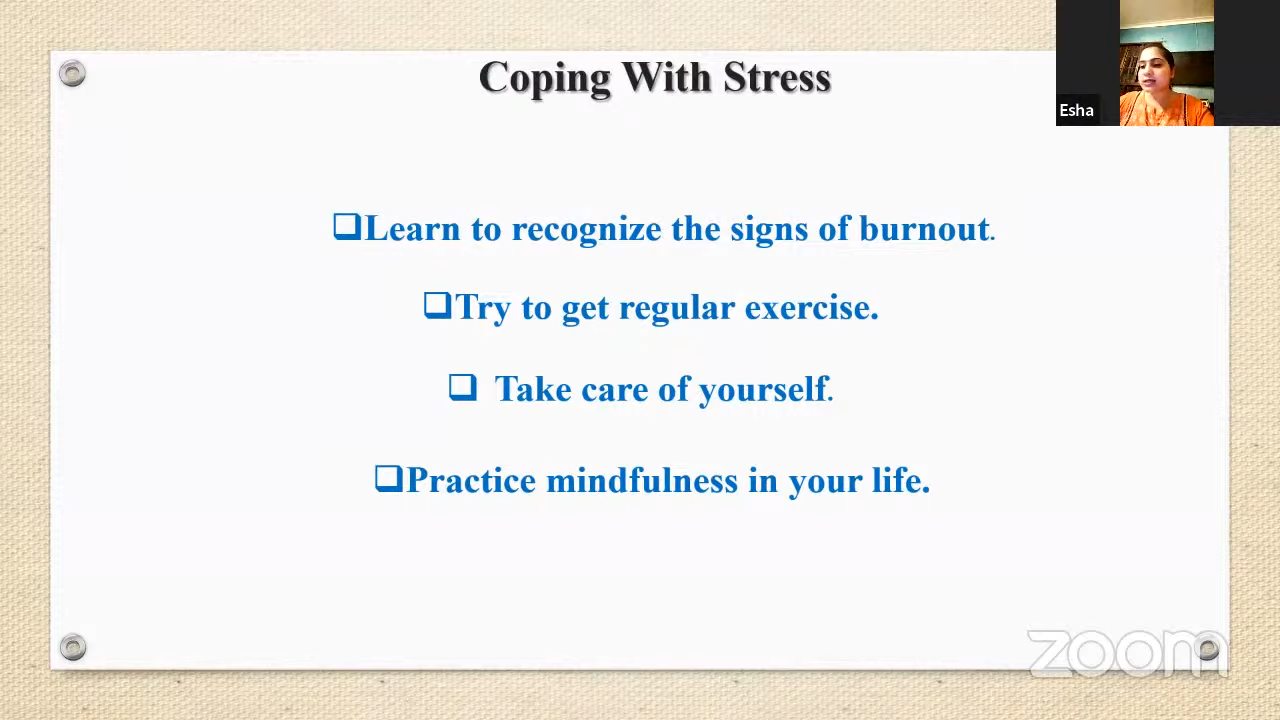 Coping With Stress
Esha
❑Learn to recognize the signs of burnout.
❑Try to get regular exercise.
❑ Take care of yourself.
❑Practice mindfulness in your life.
zoom